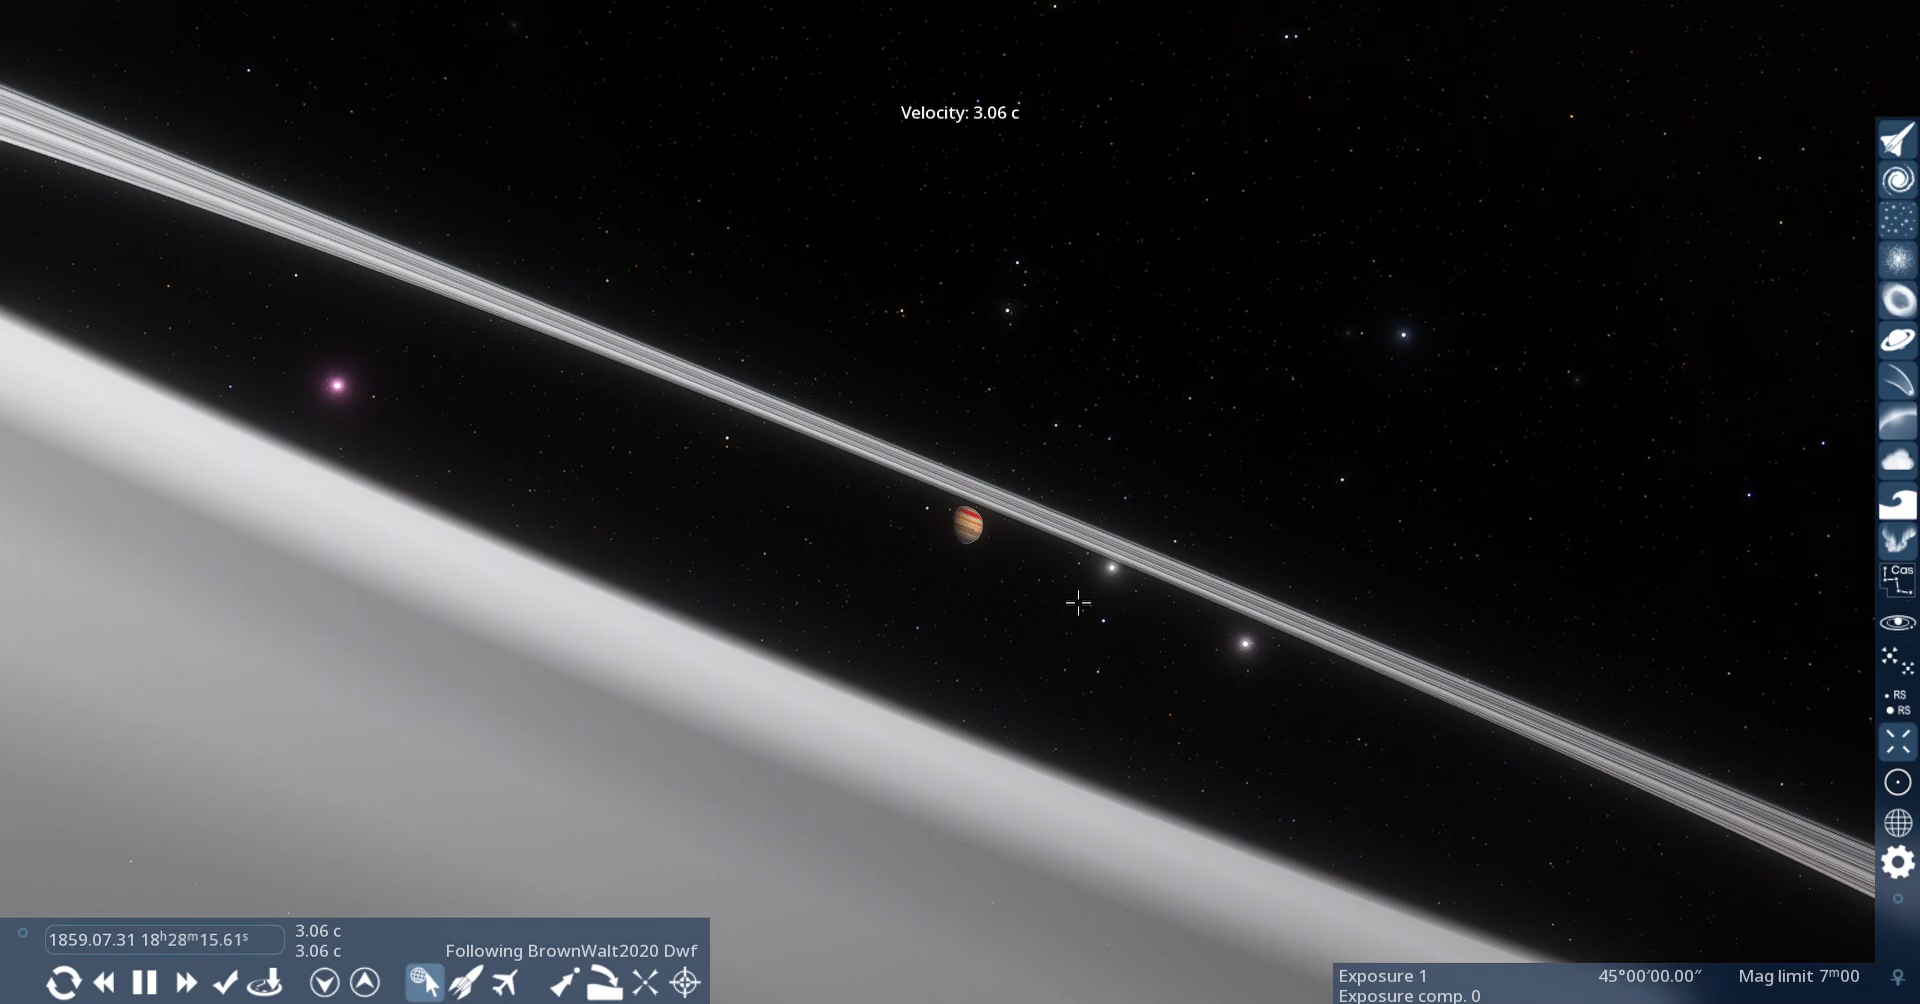 Velocity: 3.06 c
Cas
RS
RS
1859.07.31 18ʰ28ᵐ15.61ˢ
3.06 c
3.06 c
Following BrownWalt2020 Dwf
Exposure 1
45°00′00.00″
Mag limit 7ᵐ00
Exposure comp. 0